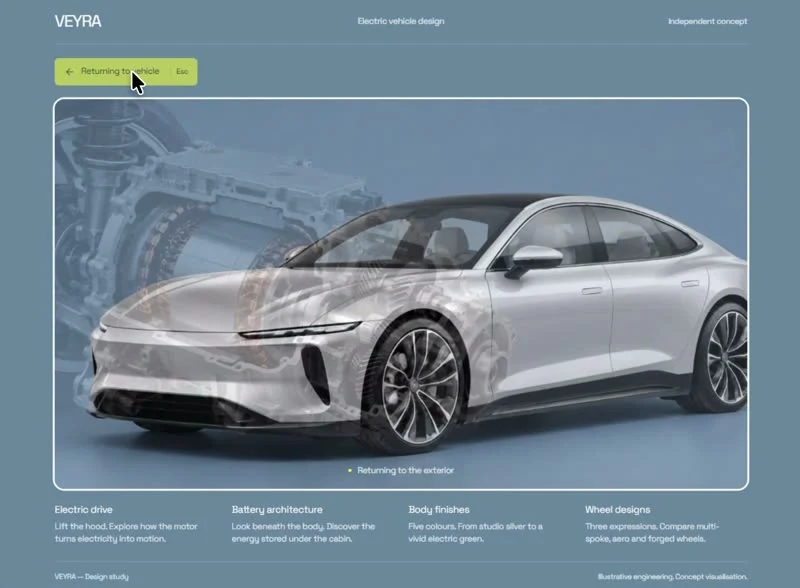 VEYRA
Electric vehicle design
Independent concept
← Returning to vehicle Esc
Returning to the exterior
Electric drive
Lift the hood. Explore how the motor
turns electricity into motion.
Battery architecture
Look beneath the body. Discover the
energy stored under the cabin.
Body finishes
Five colours. From studio silver to a
vivid electric green.
Wheel designs
Three expressions. Compare multi-
spoke, aero and forged wheels.
VEYRA — Design study
Illustrative engineering. Concept visualisation.